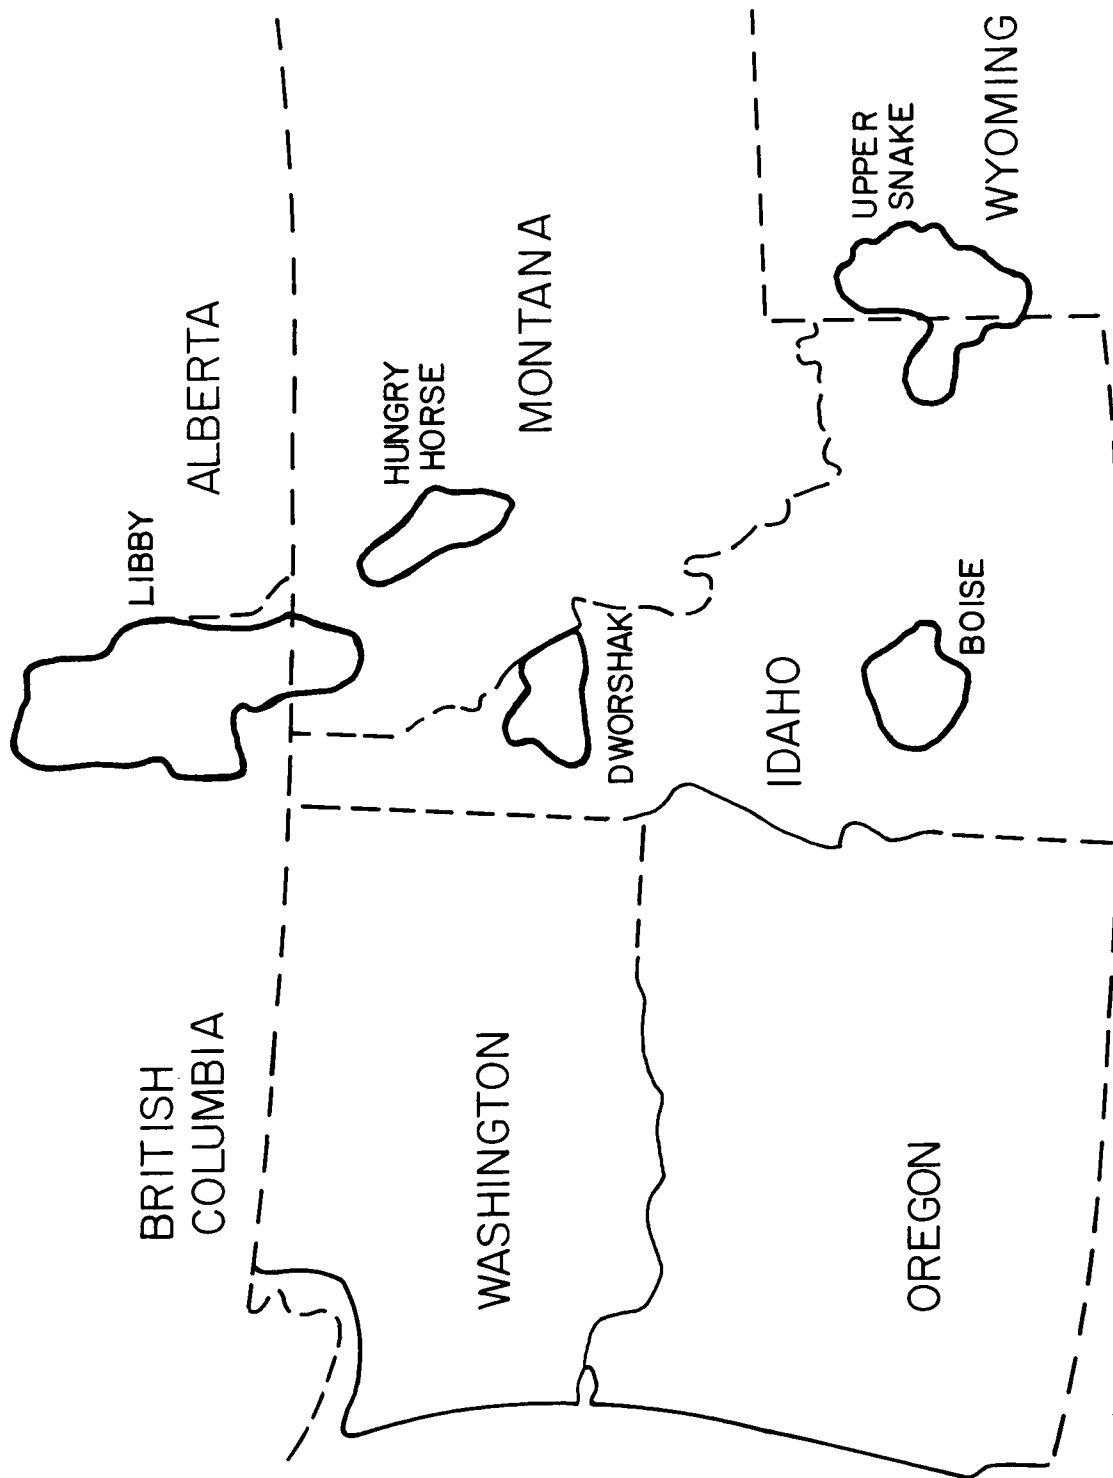 LIBBY
ALBERTA
BRITISH
COLUMBIA
HUNGRY
HORSE
MONTANA
WASHINGTON
DWORSHAK
IDAHO
UPPER
SNAKE
WYOMING
BOISE
OREGON